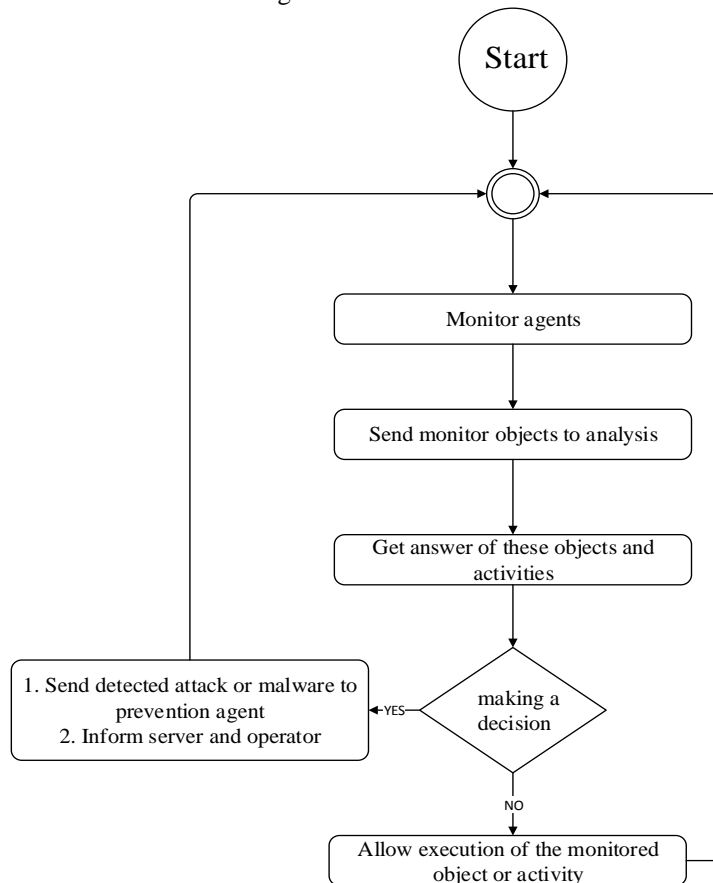 Start
Monitor agents
Send monitor objects to analysis
Get answer of these objects and
activities
making a
decision
YES
1. Send detected attack or malware to
prevention agent
2. Inform server and operator
NO
Allow execution of the monitored
object or activity